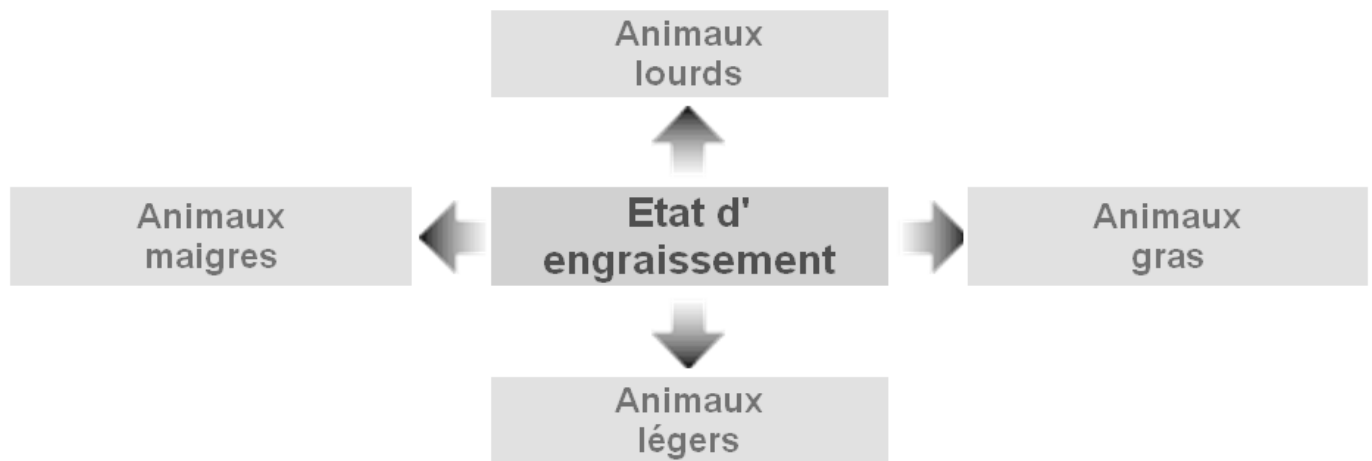 Animaux
lourds
Animaux
maigres
Etat d'
engraissement
Animaux
gras
Animaux
légers